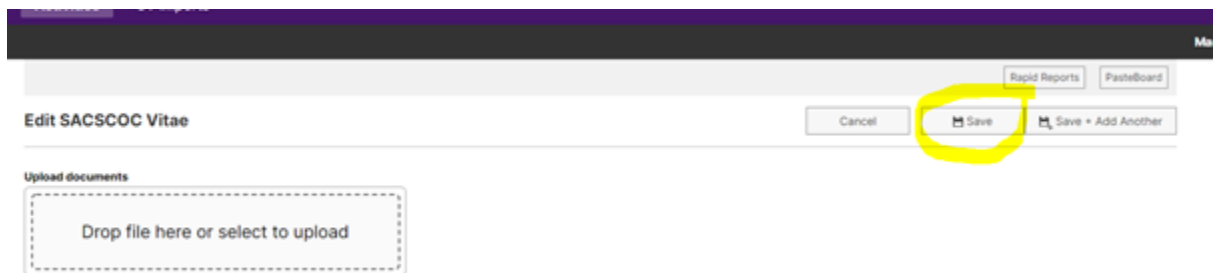 Rapid Reports PasteBoard
Edit SACSCOC Vitae Cancel Save Save + Add Another
Upload documents
Drop file here or select to upload